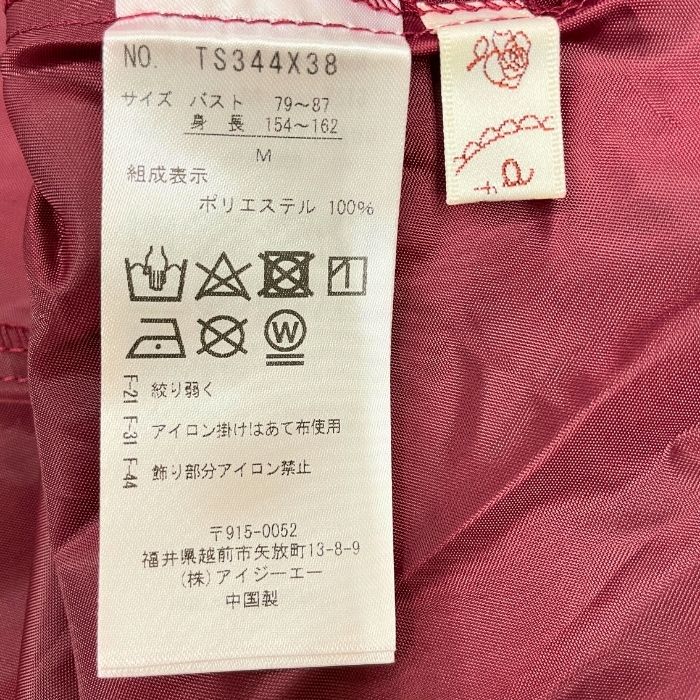 NO. TS344X38
サイズ バスト 79～87
身 長 154～162
M
組成表示
ポリエステル 100%
W
F-21 絞り弱く
F-31 アイロン掛けはあて布使用
F-44 飾り部分アイロン禁止
〒915-0052
福井県越前市矢放町13-8-9
(株) アイジーエー
中国製